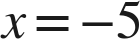 x = −5